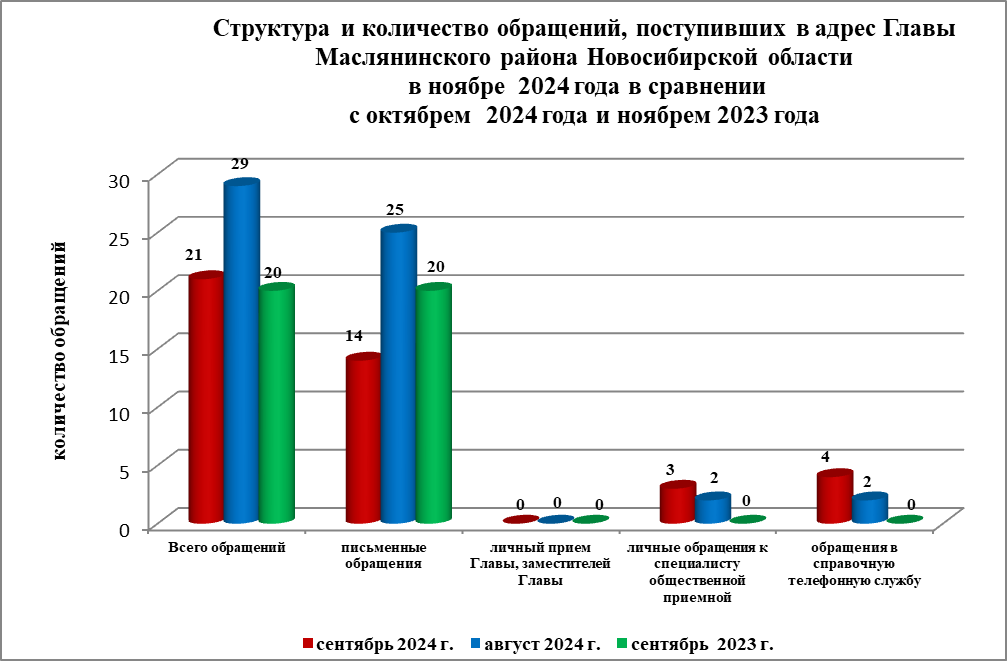 Структура и количество обращений, поступивших в адрес Главы
Маслянинского района Новосибирской области
в ноябре 2024 года в сравнении
с октябрем 2024 года и ноябрем 2023 года
количество обращений
30
25
20
15
10
5
0
21
29
20
14
25
20
0
0
0
3
2
0
4
2
0
Всего обращений
письменные
обращения
личный прием
Главы, заместителей
Главы
личные обращения к
специалисту
общественной
приемной
обращения в
справочную
телефонную службу
сентябрь 2024 г.
август 2024 г.
сентябрь 2023 г.